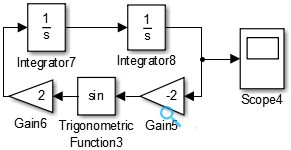 1
s
1
s
Integrator7
Integrator8
Scope4
2
sin
-2
Gain6
Trigonometric
Function3
Gain5